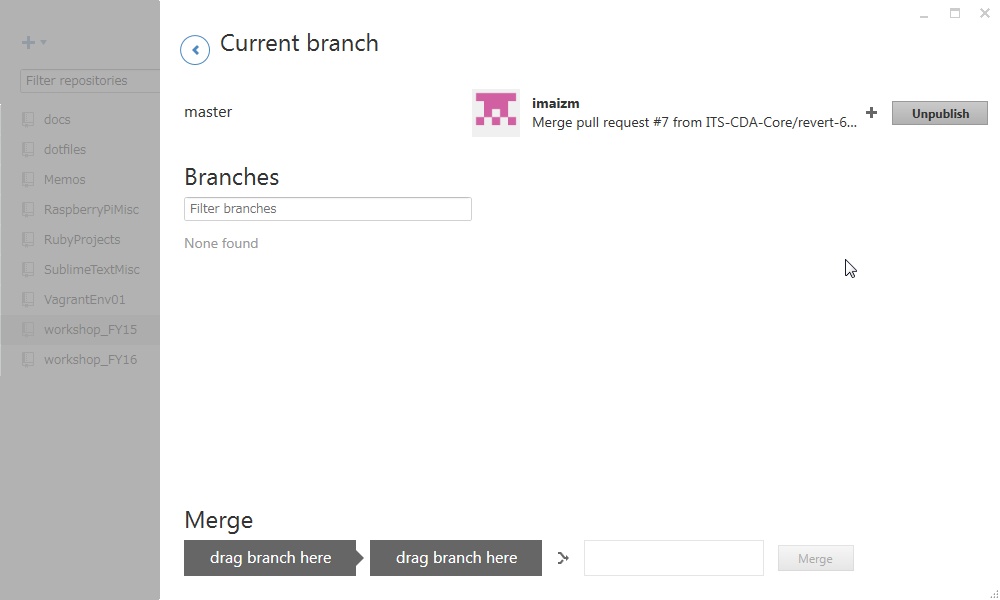 Filter repositories
docs
dotfiles
Memos
RaspberryPiMisc
RubyProjects
SublimeTextMisc
VagrantEnv01
workshop_FY15
workshop_FY16
Current branch
master
imaizm
Merge pull request #7 from ITS-CDA-Core/revert-6...
Unpublish
Branches
Filter branches
None found
Merge
drag branch here
drag branch here
Merge